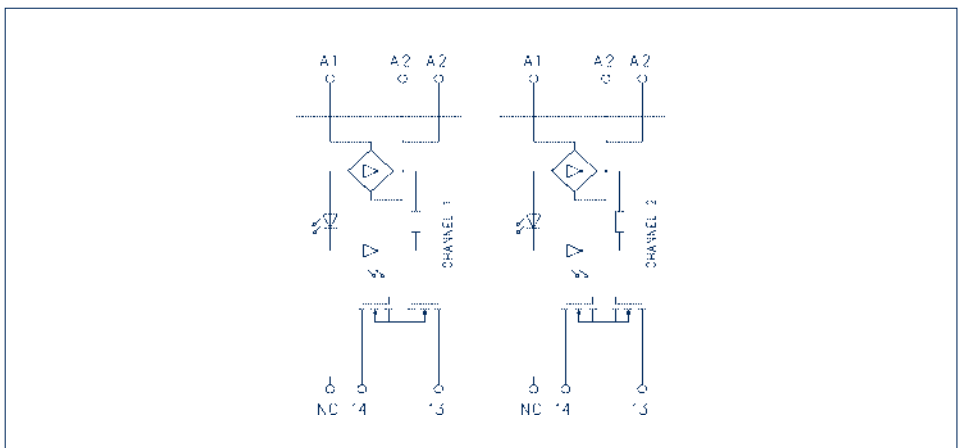 A1 A2 A2 A1 A2 A2
CHANNEL 1
CHANNEL 2
NC 14 13 NC 14 13